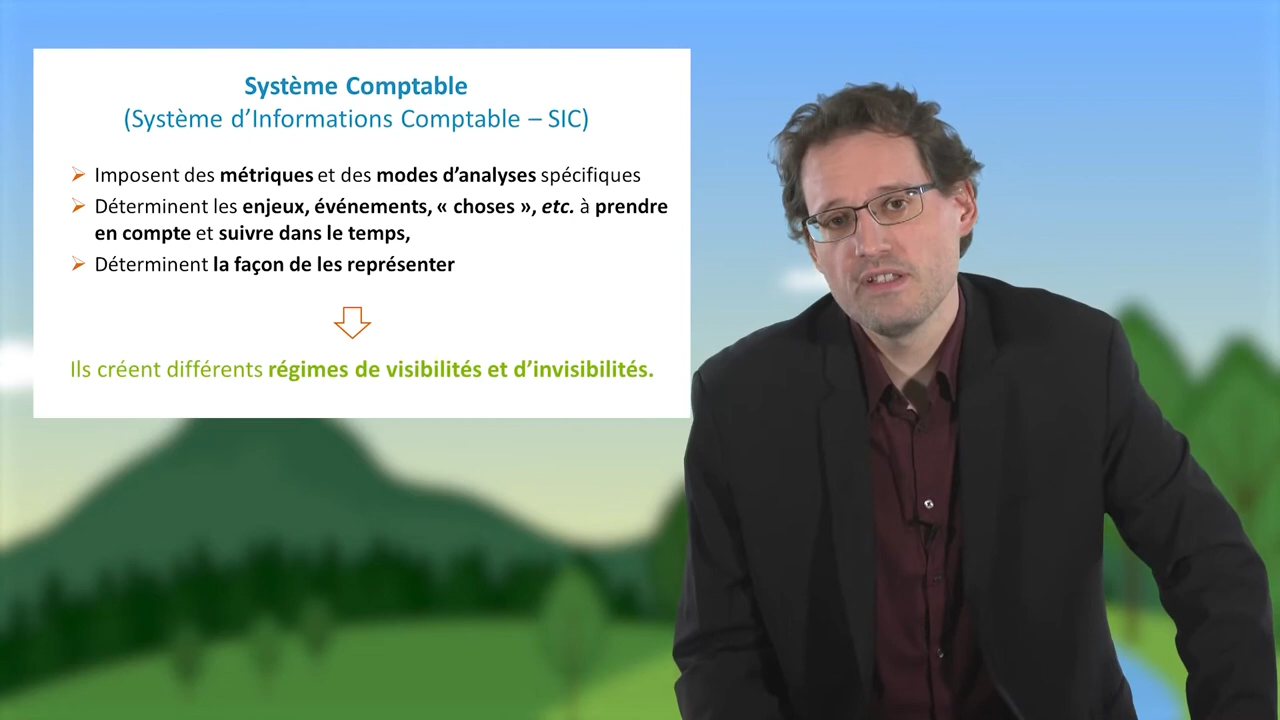 Système Comptable
(Système d’Informations Comptable – SIC)
Imposent des métriques et des modes d’analyses spécifiques
Déterminent les enjeux, événements, « choses », etc. à prendre
en compte et suivre dans le temps,
Déterminent la façon de les représenter
Ils créent différents régimes de visibilités et d’invisibilités.